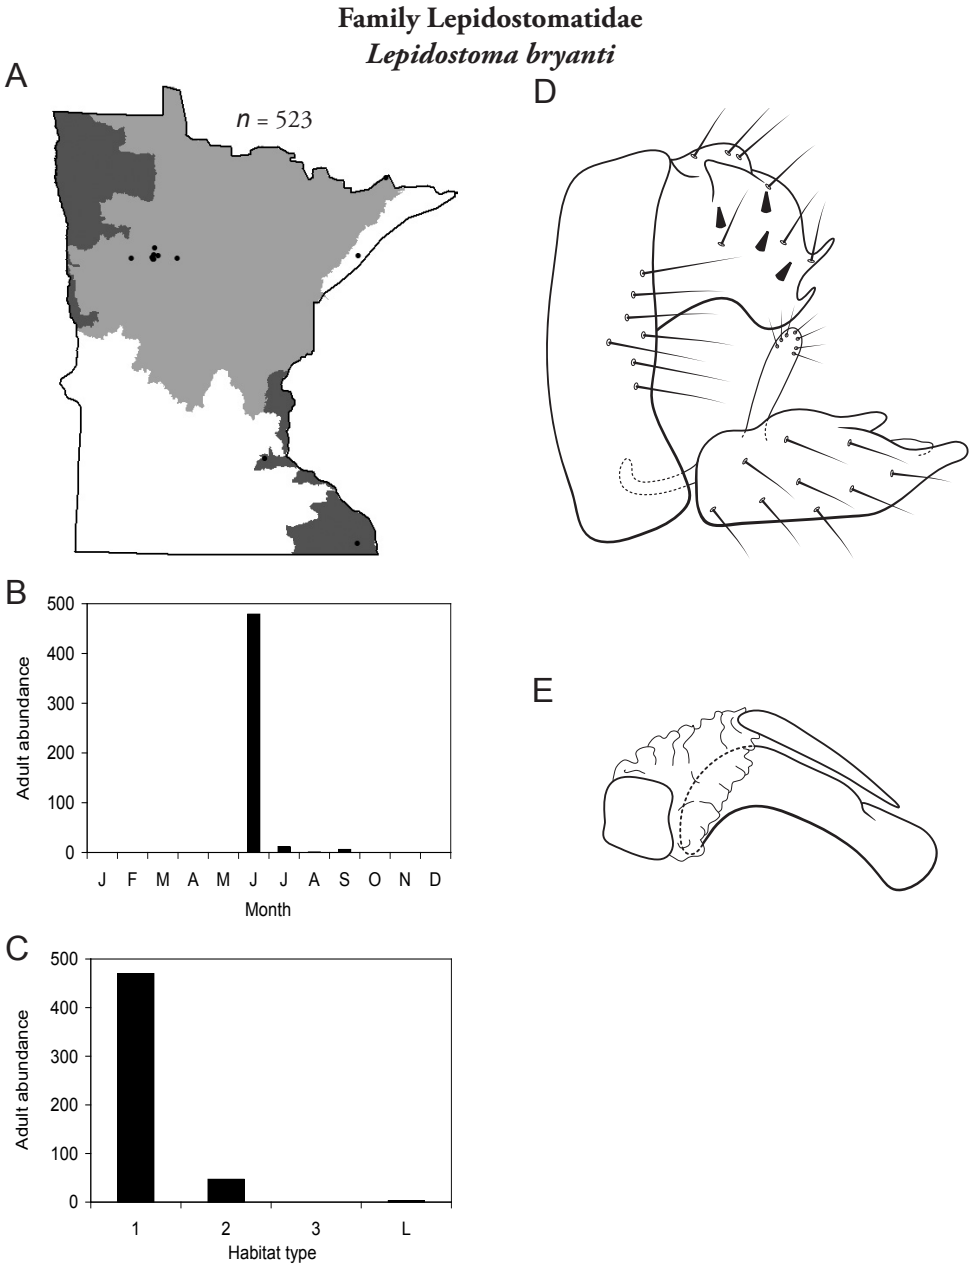 Family Lepidostomatidae
Lepidostoma bryanti
A
n = 523
D
B
500
400
300
200
100
0
Adult abundance
J F M A M J J A S O N D
Month
E
C
500
400
300
200
100
0
Adult abundance
1 2 3 L
Habitat type